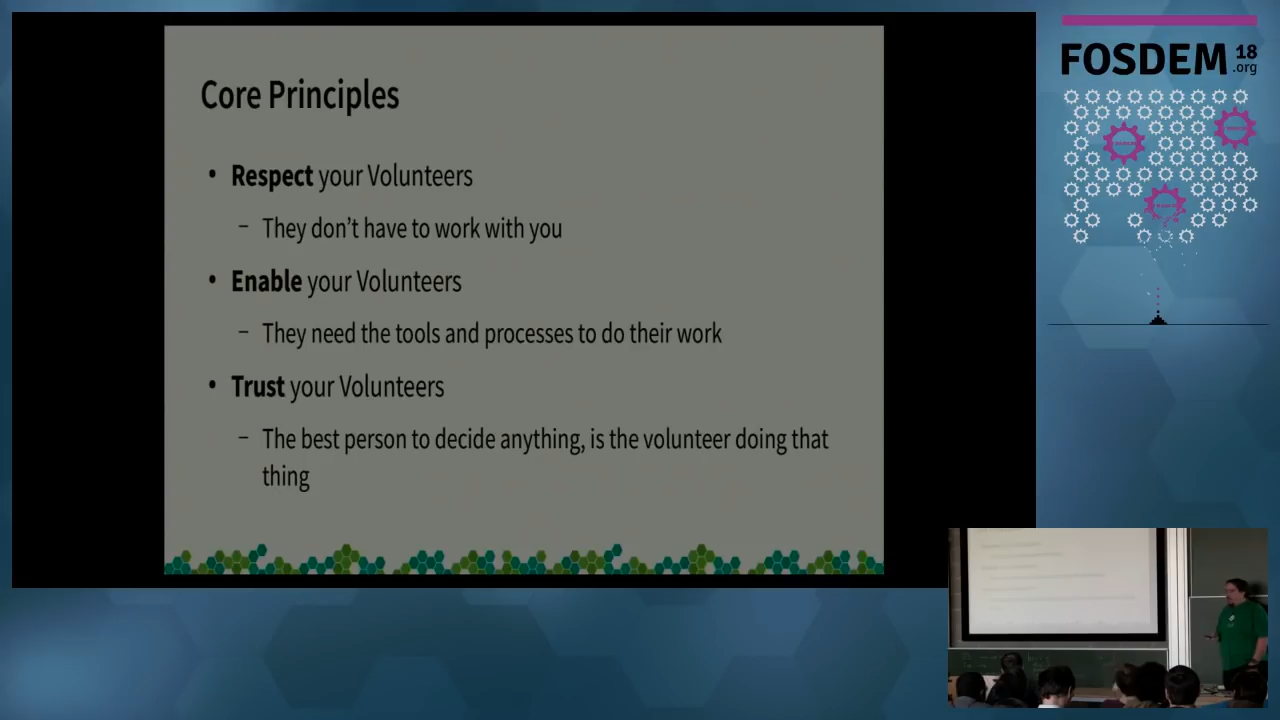 Core Principles
• Respect your Volunteers
– They don’t have to work with you
• Enable your Volunteers
– They need the tools and processes to do their work
• Trust your Volunteers
– The best person to decide anything, is the volunteer doing that
thing
FOSDEM 18
.org